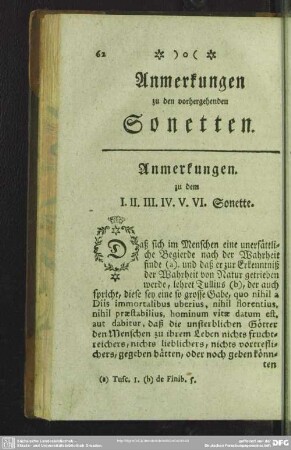 62 ☼ ) o ( ☼
Anmerkungen
zu den vorhergehenden
Sonetten.
Anmerkungen.
zu dem
I. II. III. IV. V. VI. Sonette.
Daß sich im Menschen eine unersättli-
che Begierde nach der Wahrheit
finde (a). und daß er zur Erkenntniß
der Wahrheit von Natur getrieben
werde, lehret Tullius (b), der auch
spricht, diese sey eine so grosse Gabe, quo nihil a
Diis immortalibus uberius, nihil florentius,
nihil præstabilius, hominum vitæ datum est,
aut dabitur, daß die unsterblichen Götter
den Menschen zu ihrem Leben nichts frucht-
reichers, nichts lieblichers, nichts vortrefli-
chers, gegeben hätten, oder noch geben könn-
ten
(a) Tusc. 1. (b) de Finib. 5.